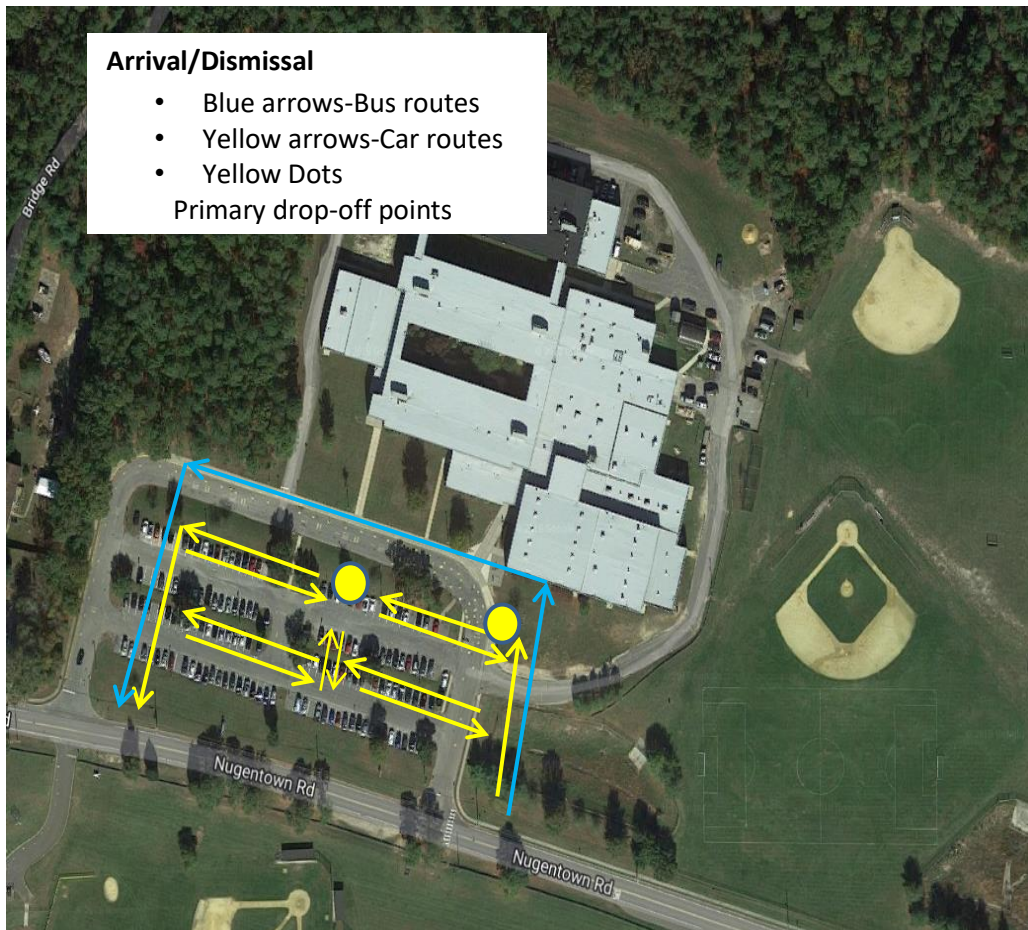 Arrival/Dismissal
• Blue arrows-Bus routes
• Yellow arrows-Car routes
• Yellow Dots
Primary drop-off points
Bridge Rd
d
Nugentown Rd
Nugentown Rd